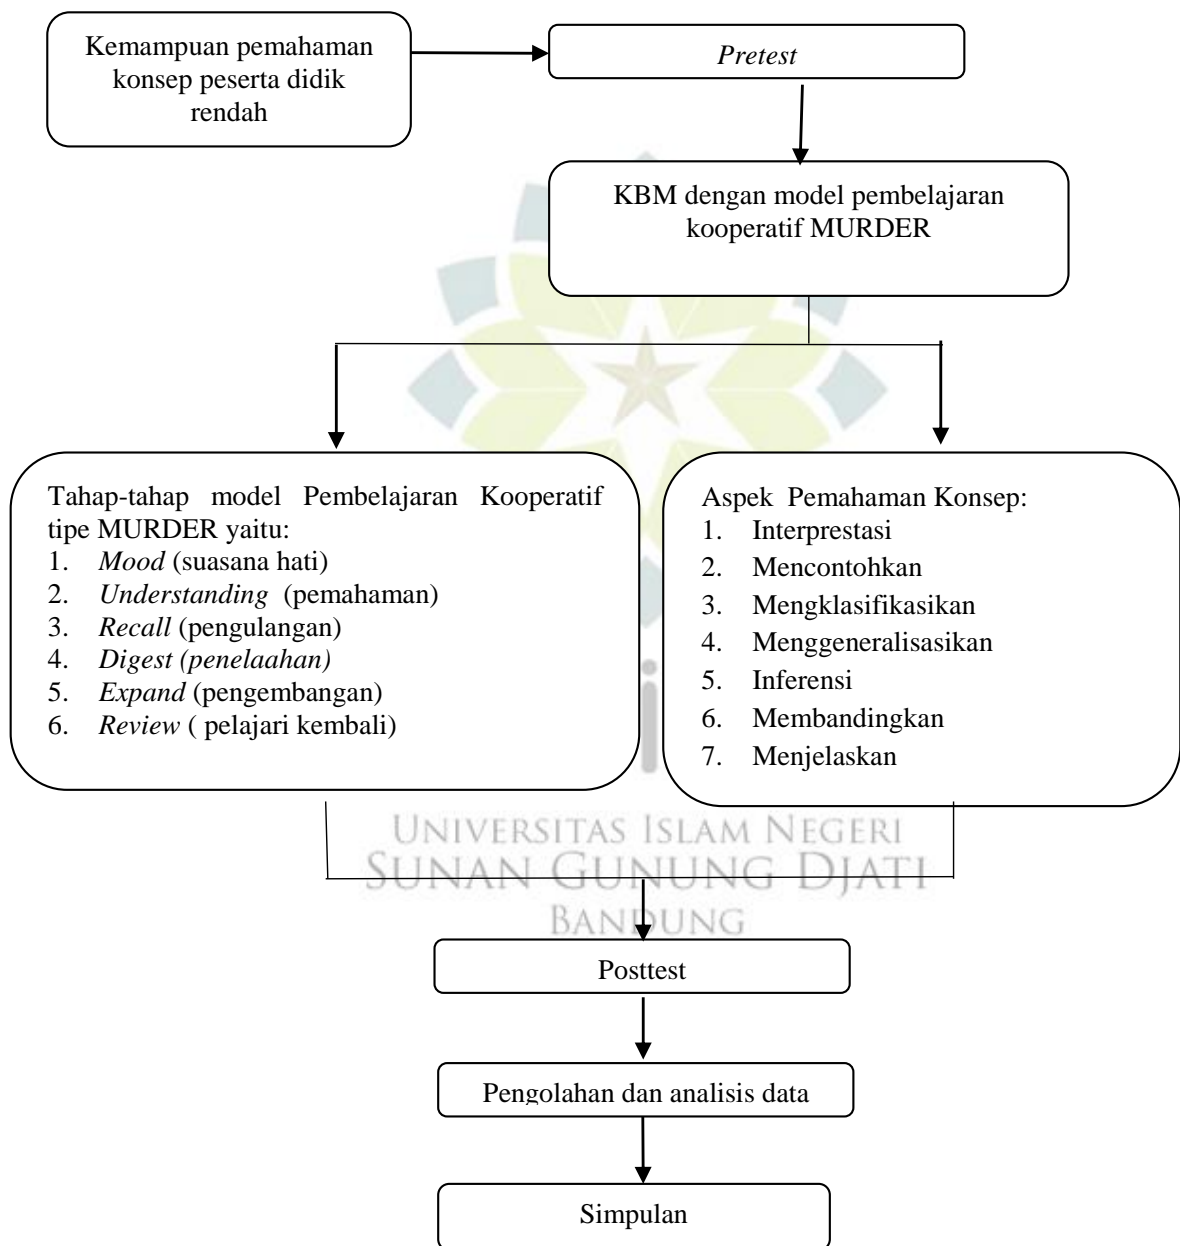 Kemampuan pemahaman
konsep peserta didik
rendah
Pretest
KBM dengan model pembelajaran
kooperatif MURDER
Tahap-tahap model Pembelajaran Kooperatif
tipe MURDER yaitu:
1. Mood (suasana hati)
2. Understanding (pemahaman)
3. Recall (pengulangan)
4. Digest (penelaahan)
5. Expand (pengembangan)
6. Review ( pelajari kembali)
Aspek Pemahaman Konsep:
1. Interprestasi
2. Mencontohkan
3. Mengklasifikasikan
4. Menggeneralisasikan
5. Inferensi
6. Membandingkan
7. Menjelaskan
UNIVERSITAS ISLAM NEGERI
SUNAN GUNUNG DJATI
BANDUNG
Posttest
Pengolahan dan analisis data
Simpulan